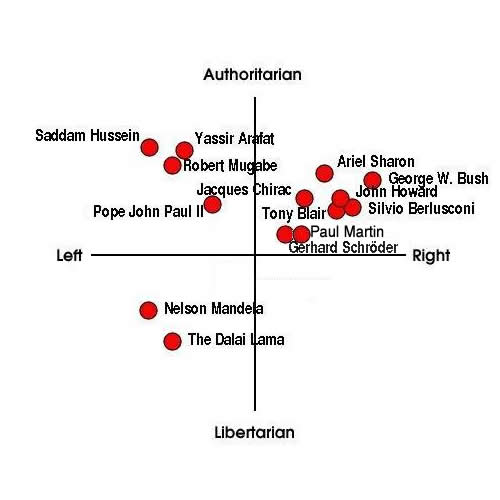 Authoritarian
Saddam Hussein
Yassir Arafat
Robert Mugabe
Ariel Sharon
George W. Bush
Jacques Chirac
John Howard
Pope John Paul II
Tony Blair
Silvio Berlusconi
Paul Martin
Gerhard Schröder
Left
Right
Nelson Mandela
The Dalai Lama
Libertarian